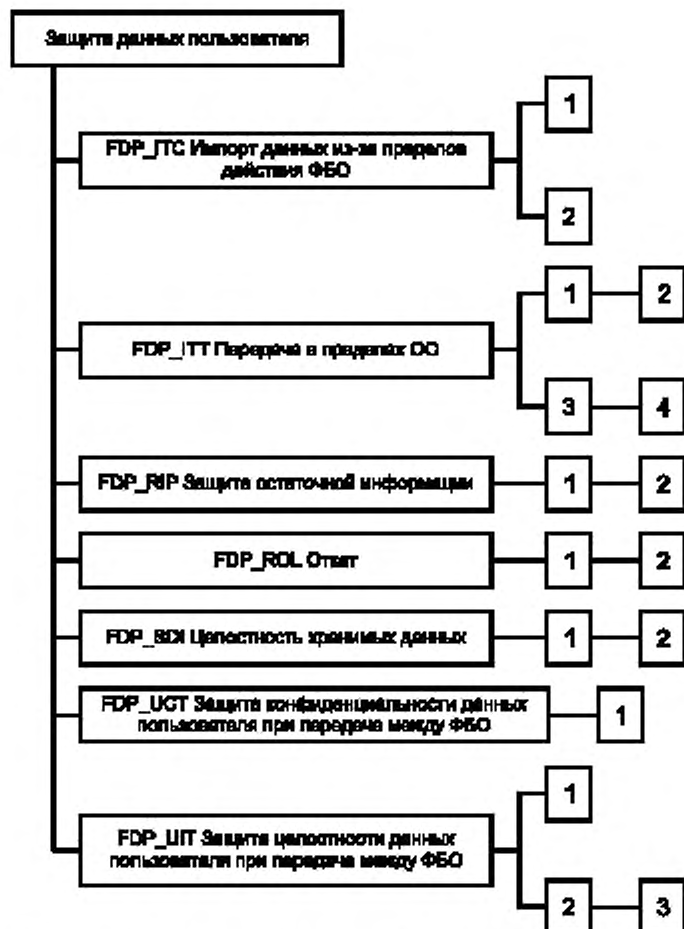 Защита данных пользователя
1
FDP_ITC Импорт данных из-за пределов
действия ФБО
2
1 2
FDP_ITT Передача в пределах ОО
3 4
FDP_RIP Защита остаточной информации 1 2
FDP_ROL Откат 1 2
FDP_SDI Целостность хранимых данных 1 2
FDP_UCT Защита конфиденциальности данных
пользователя при передаче между ФБО 1
1
FDP_UIT Защита целостности данных
пользователя при передаче между ФБО
2 3